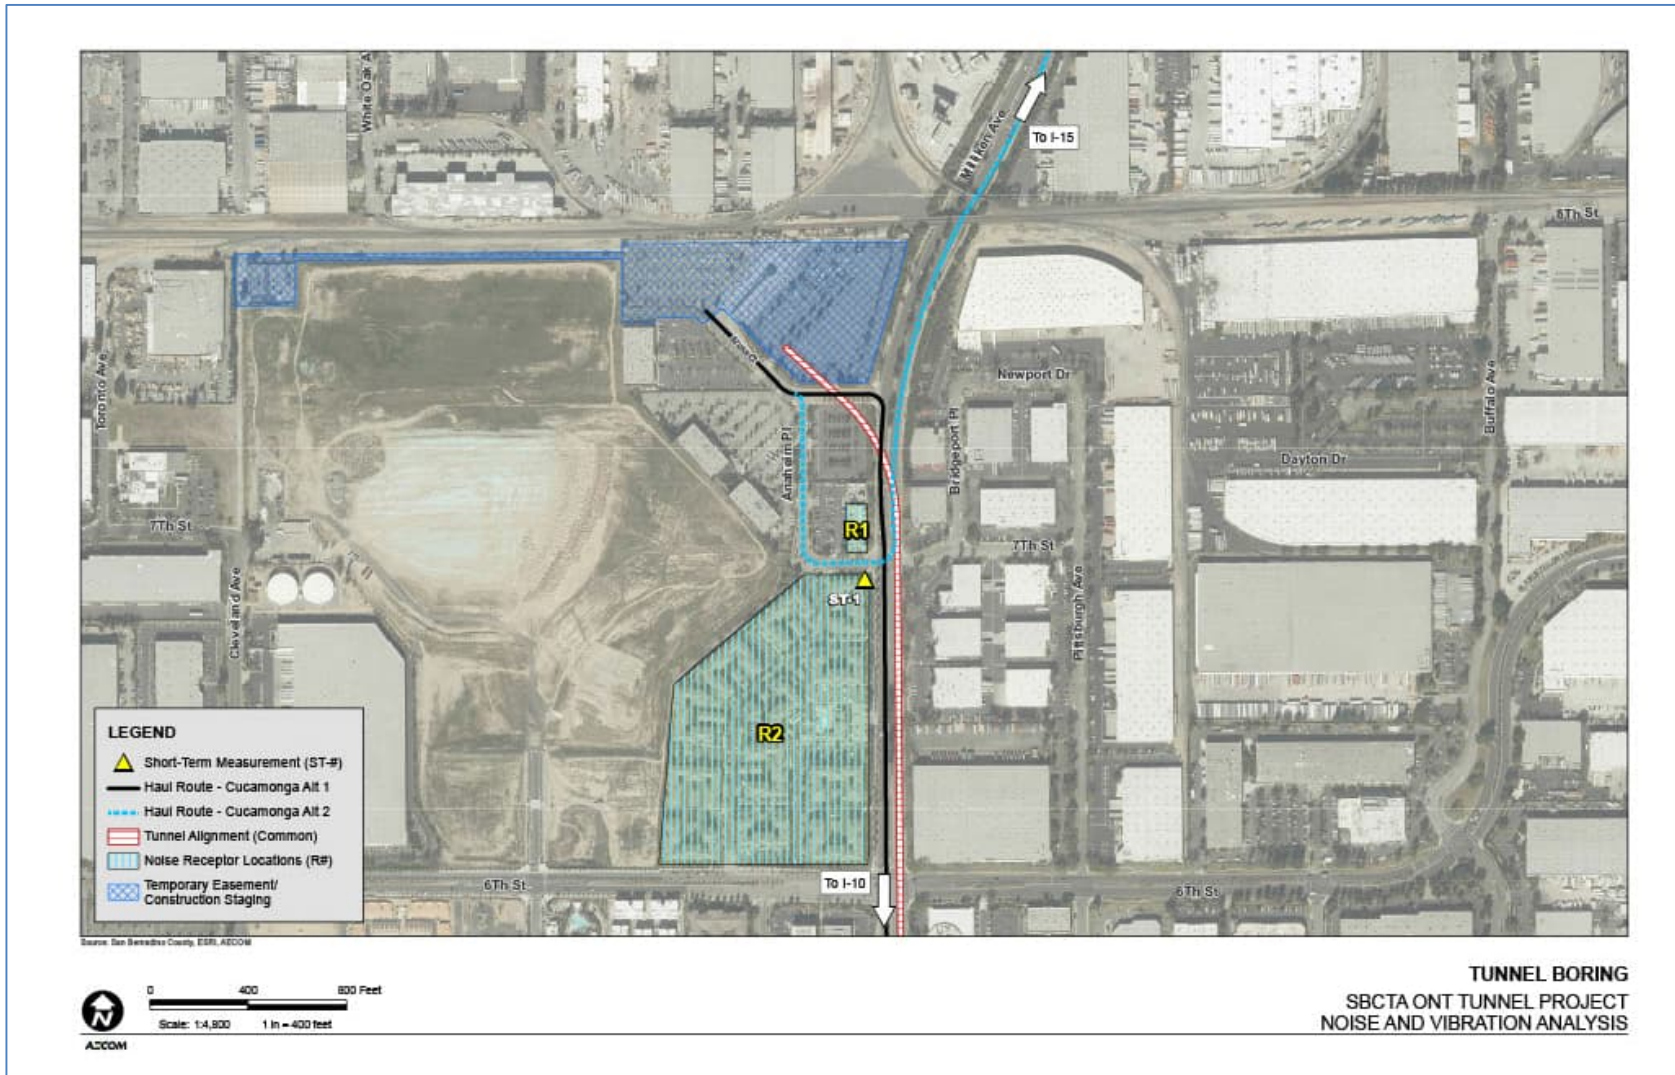 White Oak A
Milliken Ave
To I-15
8Th St
Toronto Ave
Newport Dr
Buffalo Ave
Anaheim Pl
Bridgeport Pl
Dayton Dr
7Th St
R1
7Th St
ST-1
Cleveland Ave
Pittsburgh Ave
R2
LEGEND
Short-Term Measurement (ST-#)
Haul Route - Cucamonga Alt 1
Haul Route - Cucamonga Alt 2
Tunnel Alignment (Common)
Noise Receptor Locations (R#)
Temporary Easement/
Construction Staging
6Th St
To I-10
6Th St
Source: San Bernardino County, ESRI, AECOM
TUNNEL BORING
SBCTA ONT TUNNEL PROJECT
NOISE AND VIBRATION ANALYSIS
N
0 400 800 Feet
Scale: 1:4,800 1 in = 400 feet
AECOM